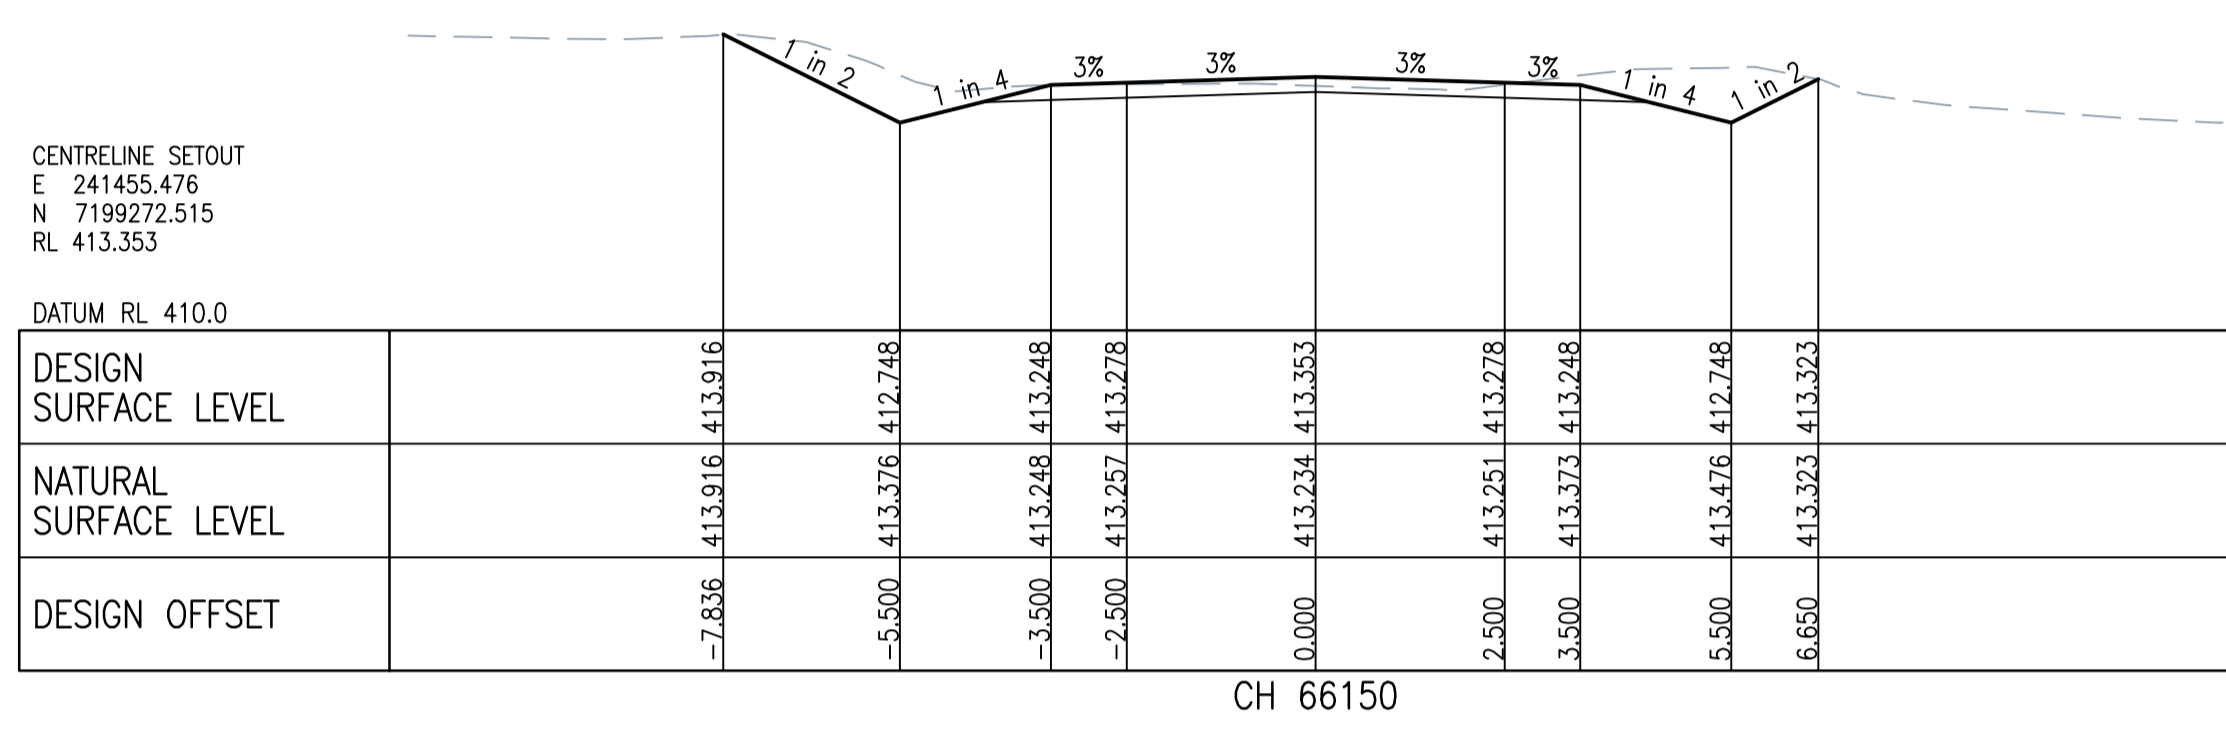 1 in 2
1 in 4
3%
3%
3%
3%
1 in 4
1 in 2
CENTRELINE SETOUT
E 241455.476
N 7199272.515
RL 413.353
DATUM RL 410.0
DESIGN
SURFACE LEVEL
413.916
412.748
413.248
413.278
413.353
413.278
413.248
412.748
413.323
NATURAL
SURFACE LEVEL
413.916
413.376
413.248
413.257
413.234
413.251
413.373
413.476
413.323
DESIGN OFFSET
-7.836
-5.500
-3.500
-2.500
0.000
2.500
3.500
5.500
6.650
CH 66150